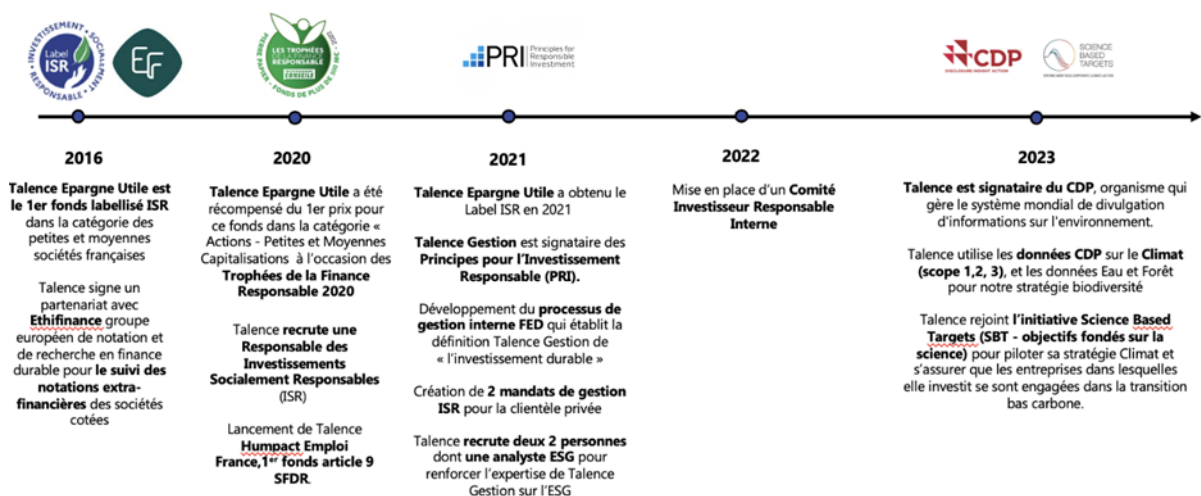 INVESTISSEMENT SOCIALEMENT RESPONSABLE
Label
ISR
LES TROPHÉES
DE LA FINANCE
RESPONSABLE
CONSEILS
PRI
Principles for
Responsible
Investment
CDP
DISCLOSURE INSIGHT ACTION
SCIENCE
BASED
TARGETS
2016
Talence Epargne Utile est
le 1er fonds labellisé ISR
dans la catégorie des
petites et moyennes
sociétés françaises
Talence signe un
partenariat avec
Ethifinance groupe
européen de notation et
de recherche en finance
durable pour le suivi des
notations extra-
financières des sociétés
cotées
2020
Talence Epargne Utile a été
récompensé du 1er prix pour
ce fonds dans la catégorie «
Actions - Petites et Moyennes
Capitalisations à l'occasion des
Trophées de la Finance
Responsable 2020
Talence recrute une
Responsable des
Investissements
Socialement Responsables
(ISR)
Lancement de Talence
Humpact Emploi
France,1er fonds article 9
SFDR.
2021
Talence Epargne Utile a obtenu le
Label ISR en 2021
Talence Gestion est signataire des
Principes pour l'Investissement
Responsable (PRI).
Développement du processus de
gestion interne FED qui établit la
définition Talence Gestion de
« l'investissement durable »
Création de 2 mandats de gestion
ISR pour la clientèle privée
Talence recrute deux 2 personnes
dont une analyste ESG pour
renforcer l'expertise de Talence
Gestion sur l'ESG
2022
Mise en place d'un Comité
Investisseur Responsable
Interne
2023
Talence est signataire du CDP, organisme qui
gère le système mondial de divulgation
d'informations sur l'environnement.
Talence utilise les données CDP sur le Climat
(scope 1,2, 3), et les données Eau et Forêt
pour notre stratégie biodiversité
Talence rejoint l'initiative Science Based
Targets (SBT - objectifs fondés sur la
science) pour piloter sa stratégie Climat et
s'assurer que les entreprises dans lesquelles
elle investit se sont engagées dans la transition
bas carbone.